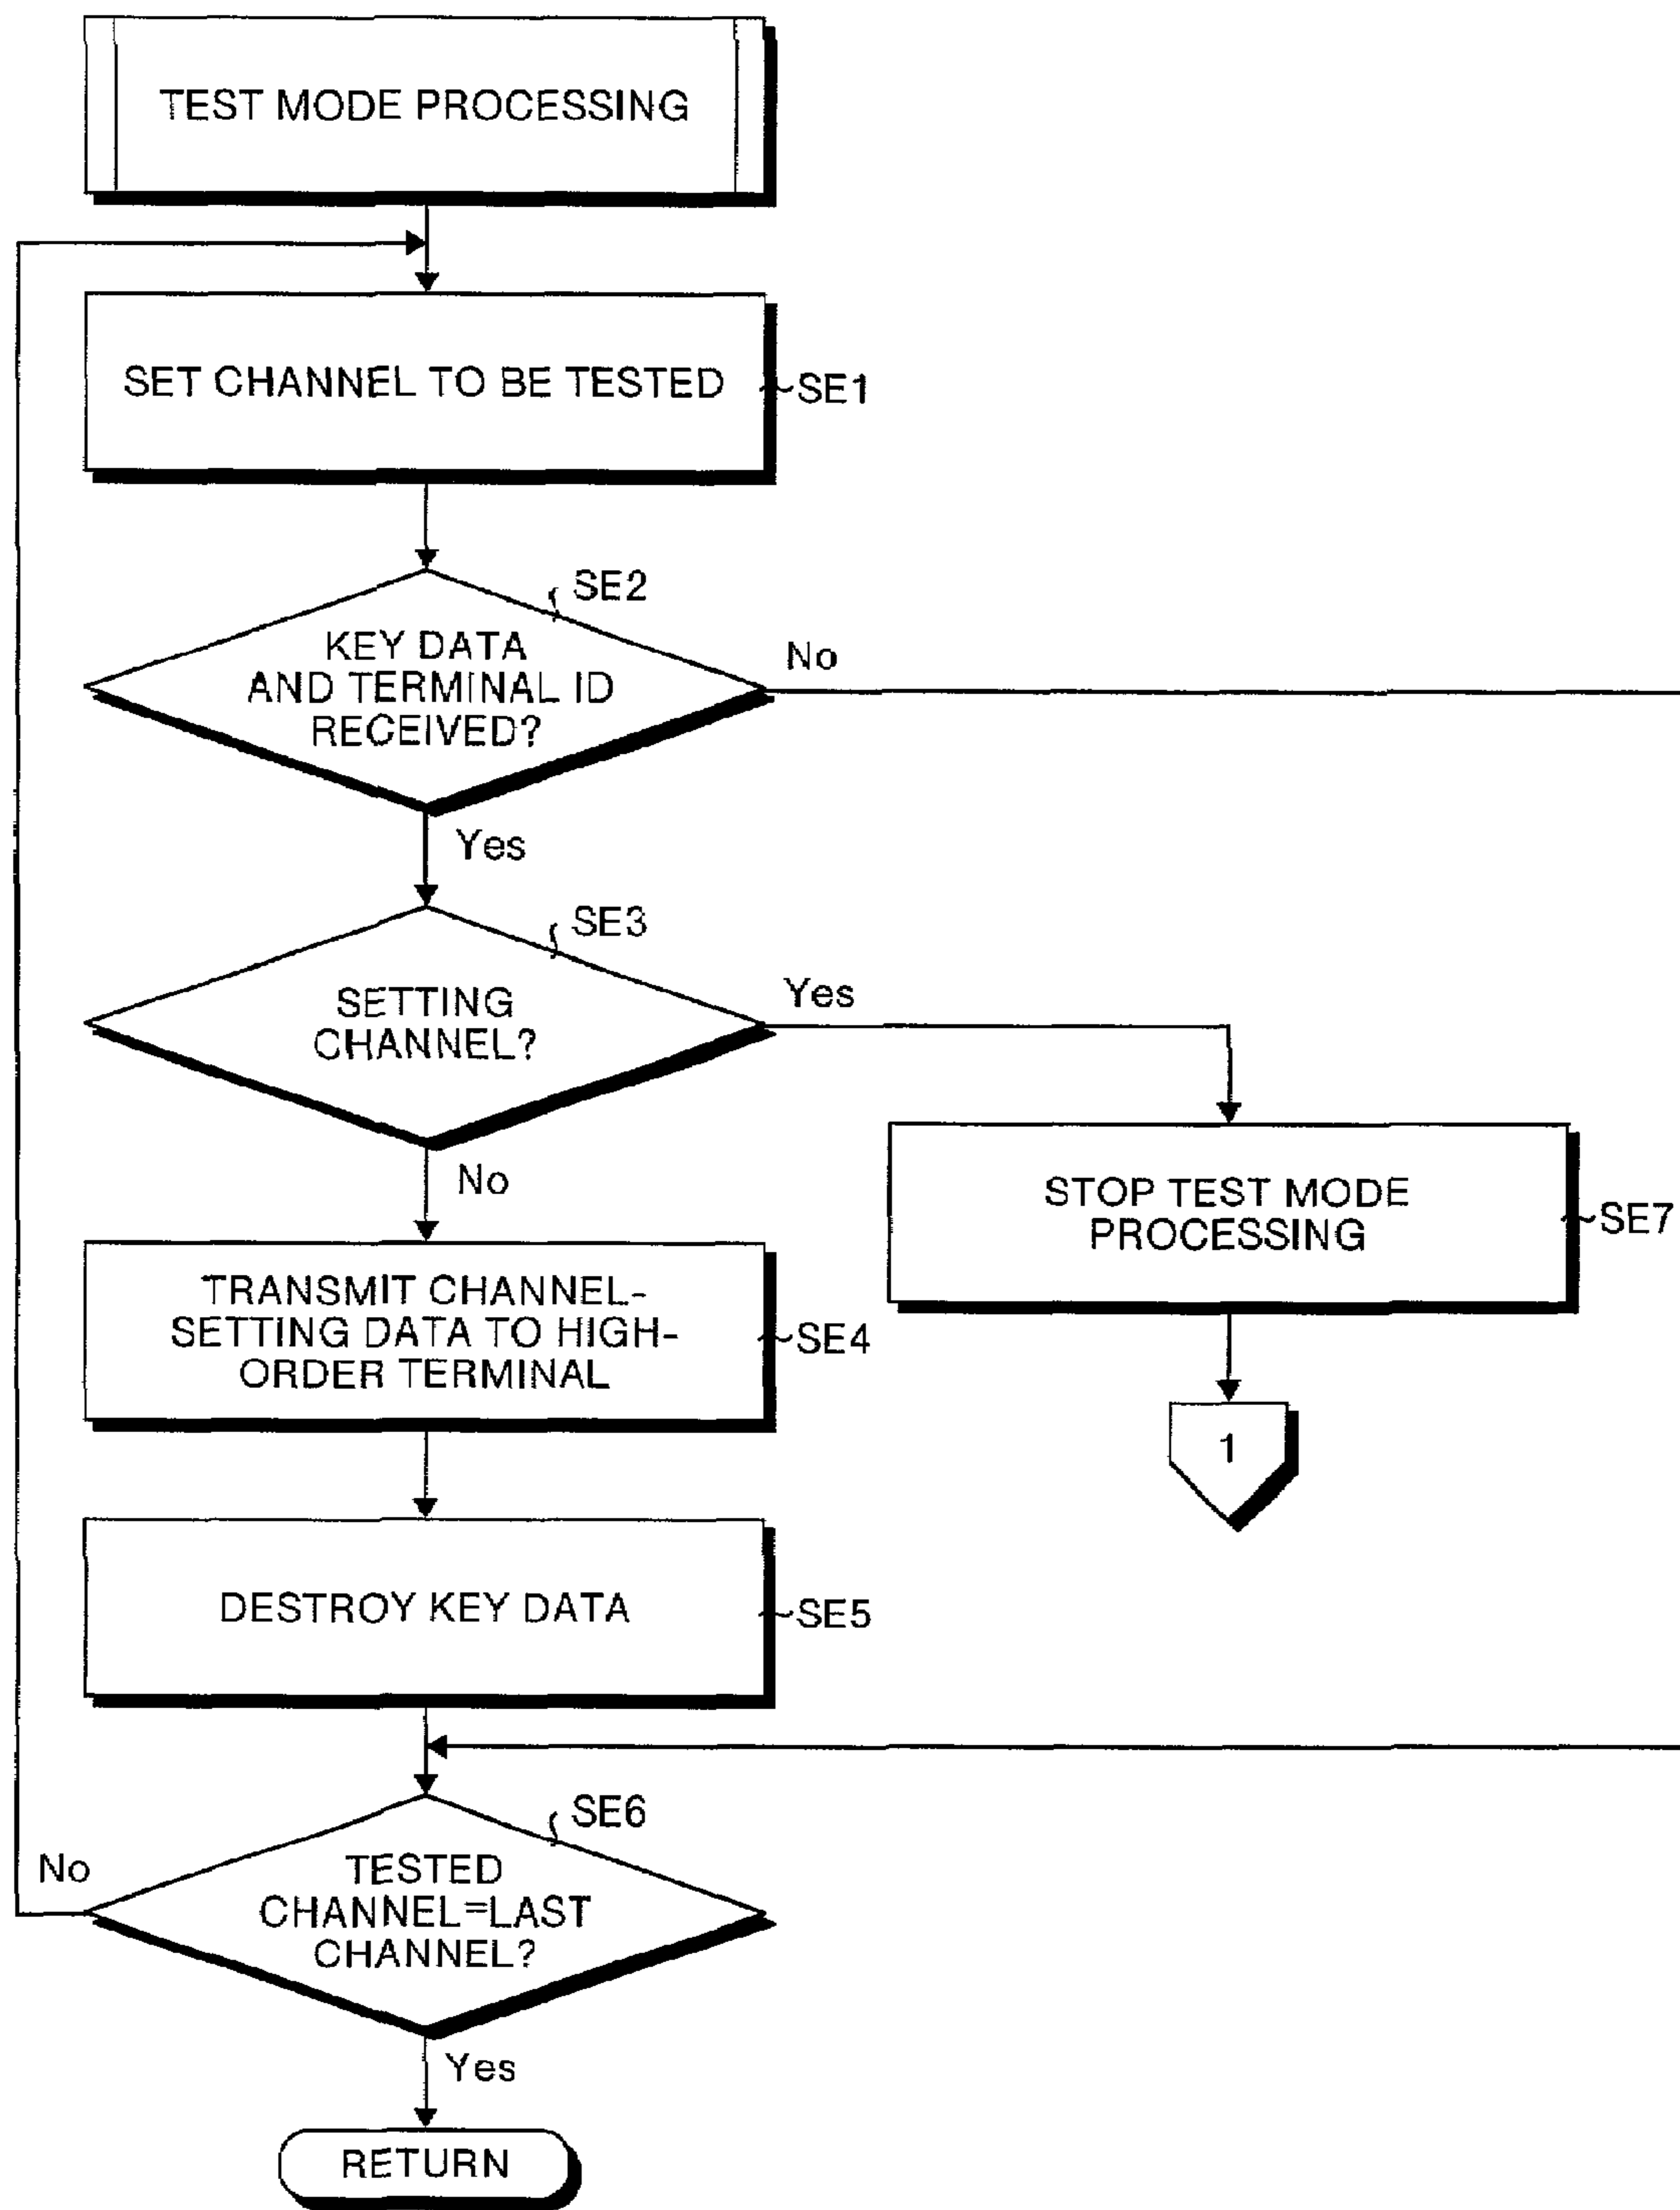 TEST MODE PROCESSING
SET CHANNEL TO BE TESTED
SE1
SE2
KEY DATA
AND TERMINAL ID
RECEIVED?
No
Yes
SE3
SETTING
CHANNEL?
Yes
No
STOP TEST MODE
PROCESSING
SE7
TRANSMIT CHANNEL-
SETTING DATA TO HIGH-
ORDER TERMINAL
SE4
1
DESTROY KEY DATA
SE5
SE6
TESTED
CHANNEL=LAST
CHANNEL?
No
Yes
RETURN